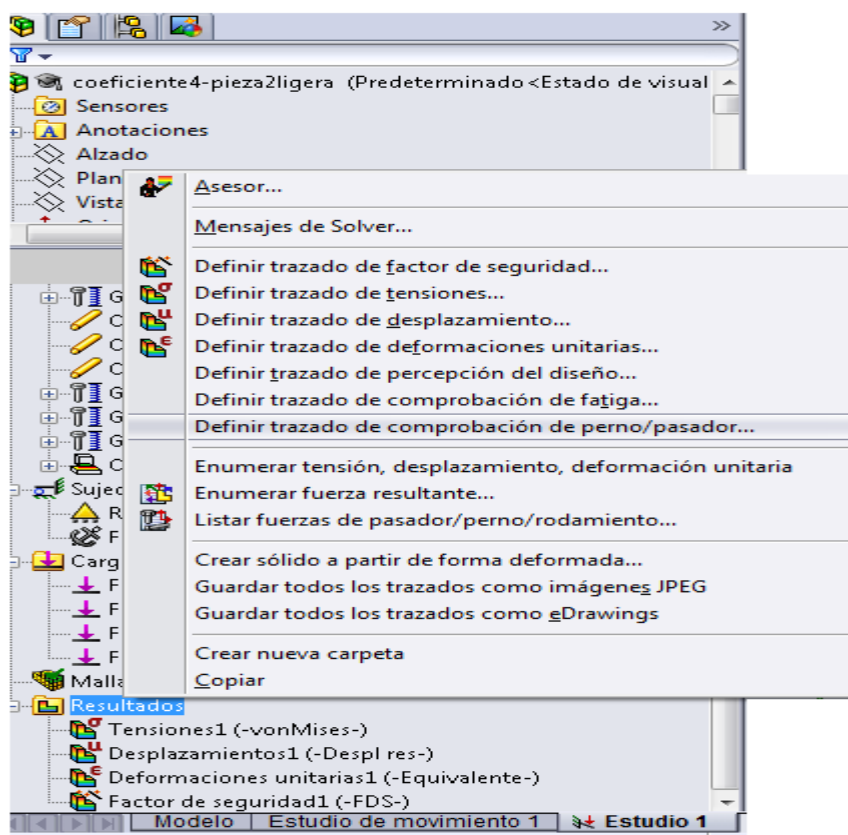 coeficiente4-pieza2ligera (Predeterminado<Estado de visual
Sensores
Anotaciones
Alzado
Plan
Vista
Asesor...
Mensajes de Solver...
Definir trazado de factor de seguridad...
Definir trazado de tensiones...
Definir trazado de desplazamiento...
Definir trazado de deformaciones unitarias...
Definir trazado de percepción del diseño...
Definir trazado de comprobación de fatiga...
Definir trazado de comprobación de perno/pasador...
Enumerar tensión, desplazamiento, deformación unitaria
Enumerar fuerza resultante...
Listar fuerzas de pasador/perno/rodamiento...
Crear sólido a partir de forma deformada...
Guardar todos los trazados como imágenes JPEG
Guardar todos los trazados como eDrawings
Crear nueva carpeta
Copiar
G
C
C
C
G
G
G
C
Sujec
R
F
Carg
F
F
F
F
Malla
Resultados
Tensiones1 (-vonMises-)
Desplazamientos1 (-Despl res-)
Deformaciones unitarias1 (-Equivalente-)
Factor de seguridad1 (-FDS-)
Modelo Estudio de movimiento 1 Estudio 1